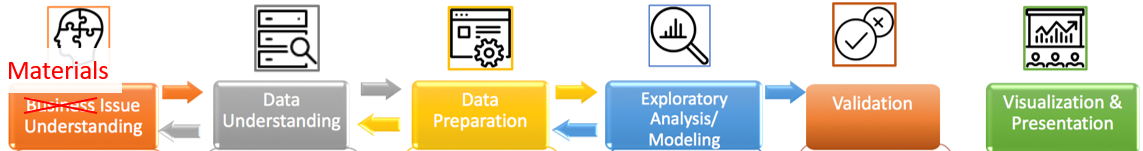 Materials
Business Issue
Understanding
Data
Understanding
Data
Preparation
Exploratory
Analysis/
Modeling
Validation
Visualization &
Presentation